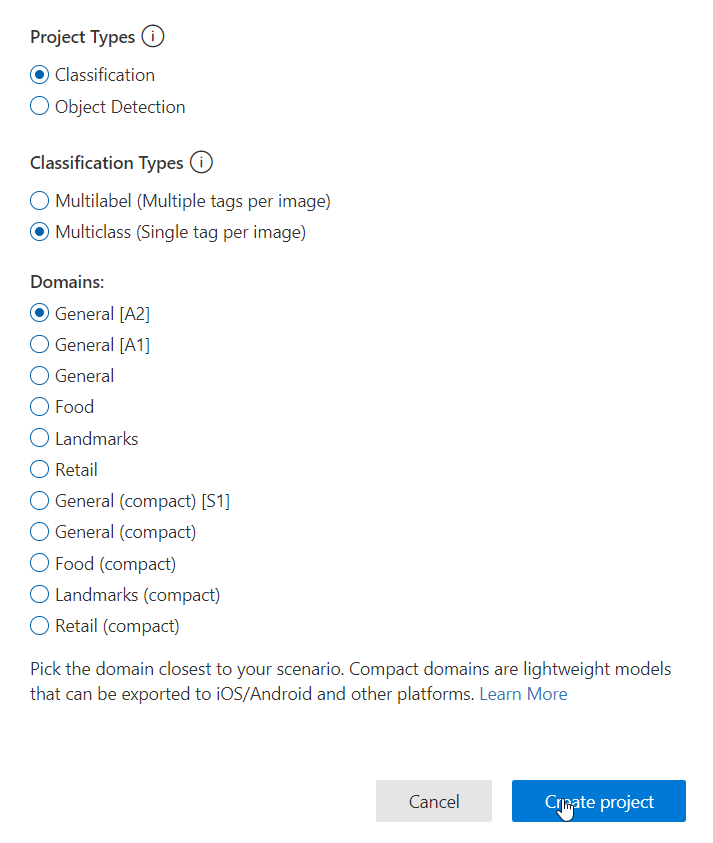 Project Types
Classification
Object Detection
Classification Types
Multilabel (Multiple tags per image)
Multiclass (Single tag per image)
Domains:
General [A2]
General [A1]
General
Food
Landmarks
Retail
General (compact) [S1]
General (compact)
Food (compact)
Landmarks (compact)
Retail (compact)
Pick the domain closest to your scenario. Compact domains are lightweight models
that can be exported to iOS/Android and other platforms. Learn More
Cancel
Create project